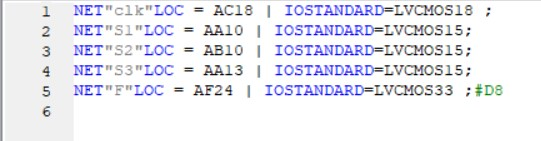 1 NET"clk"LOC = AC18 | IOSTANDARD=LVCMOS18 ;
2 NET"S1"LOC = AA10 | IOSTANDARD=LVCMOS15;
3 NET"S2"LOC = AB10 | IOSTANDARD=LVCMOS15;
4 NET"S3"LOC = AA13 | IOSTANDARD=LVCMOS15;
5 NET"F"LOC = AF24 | IOSTANDARD=LVCMOS33 ;#D8
6